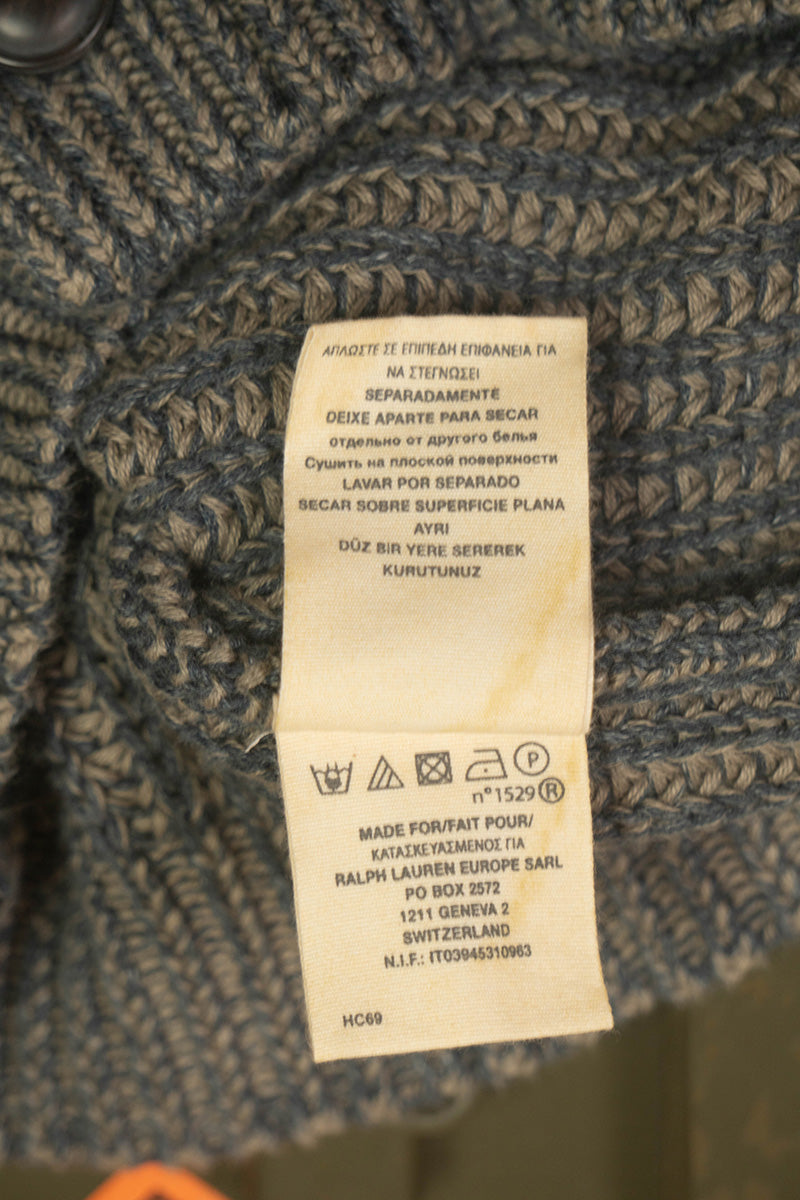 ΑΠΛΩΣΤΕ ΣΕ ΕΠΙΠΕΔΗ ΕΠΙΦΑΝΕΙΑ ΓΙΑ
ΝΑ ΣΤΕΓΝΩΣΕΙ
SEPARADAMENTE
DEIXE APARTE PARA SECAR
отдельно от другого белья
Сушить на плоской поверхности
LAVAR POR SEPARADO
SECAR SOBRE SUPERFICIE PLANA
AYRI
DÜZ BIR YERE SEREREK
KURUTUNUZ
P
n°1529 ®
MADE FOR/FAIT POUR/
ΚΑΤΑΣΚΕΥΑΣΜΕΝΟΣ ΓΙΑ
RALPH LAUREN EUROPE SARL
PO BOX 2572
1211 GENEVA 2
SWITZERLAND
N.I.F.: IT03945310963
HC69